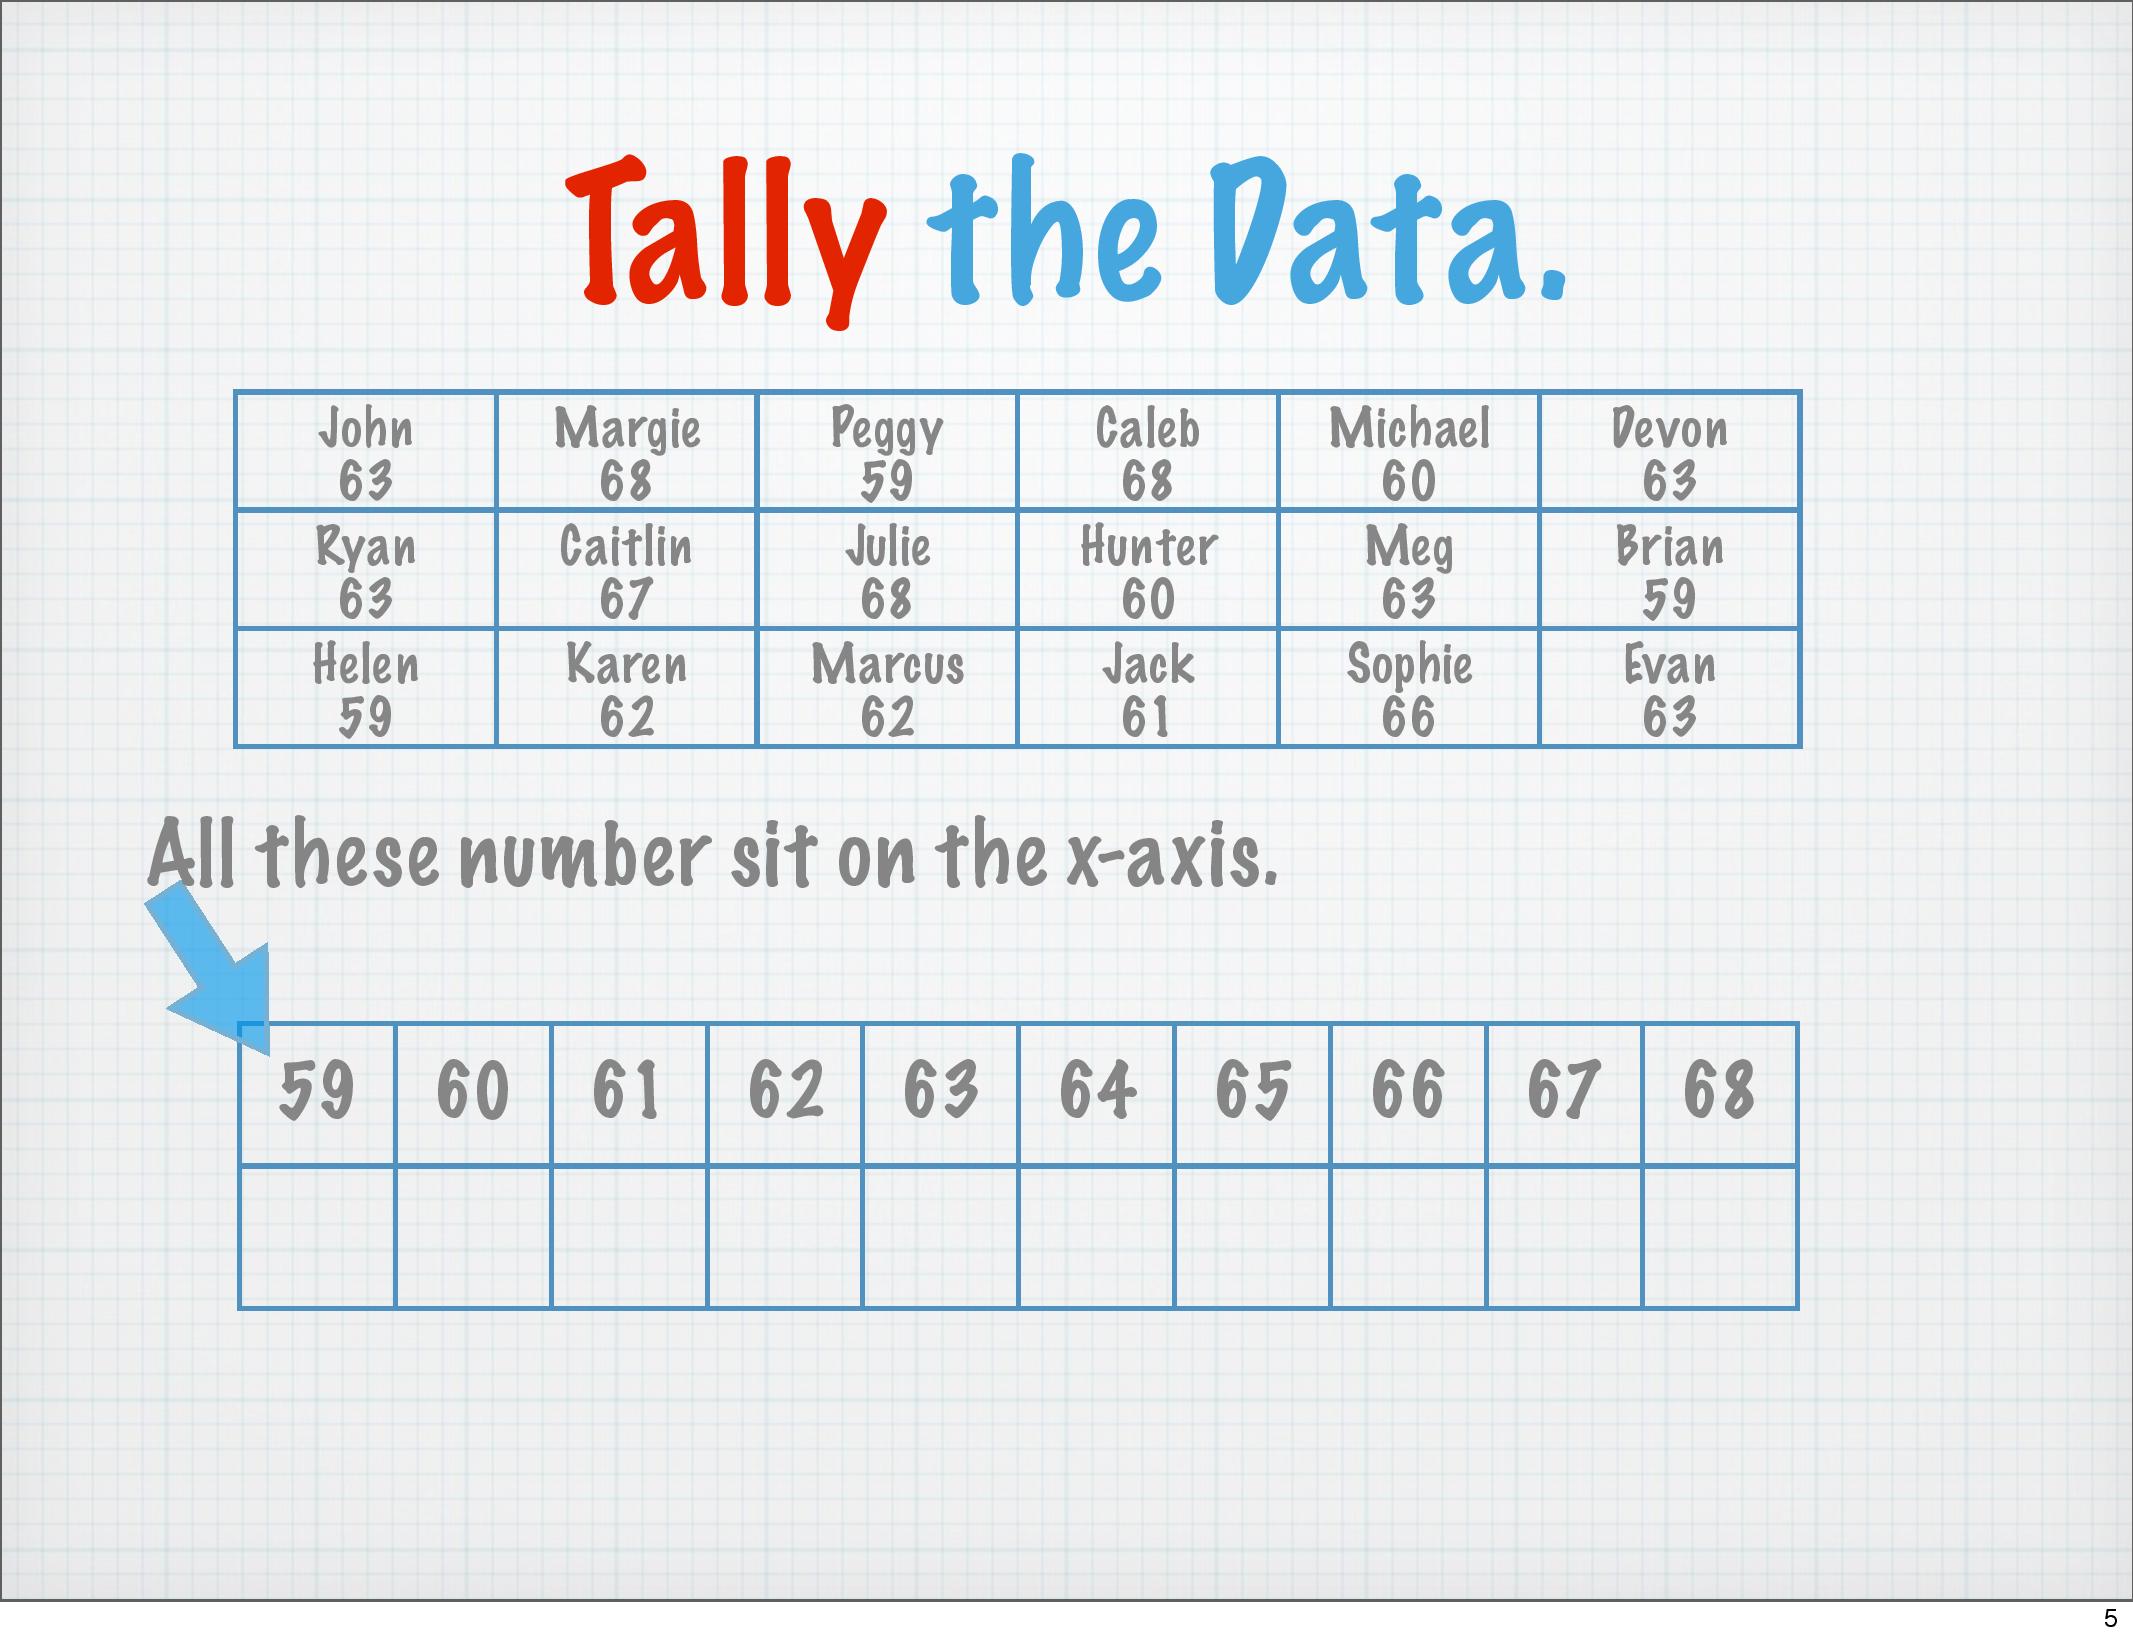 Tally the Data.
John Margie Peggy Caleb Michael Devon
63 68 59 68 60 63
Ryan Caitlin Julie Hunter Meg Brian
63 67 68 60 63 59
Helen Karen Marcus Jack Sophie Evan
59 62 62 61 66 63
All these number sit on the x-axis.
59 60 61 62 63 64 65 66 67 68
5